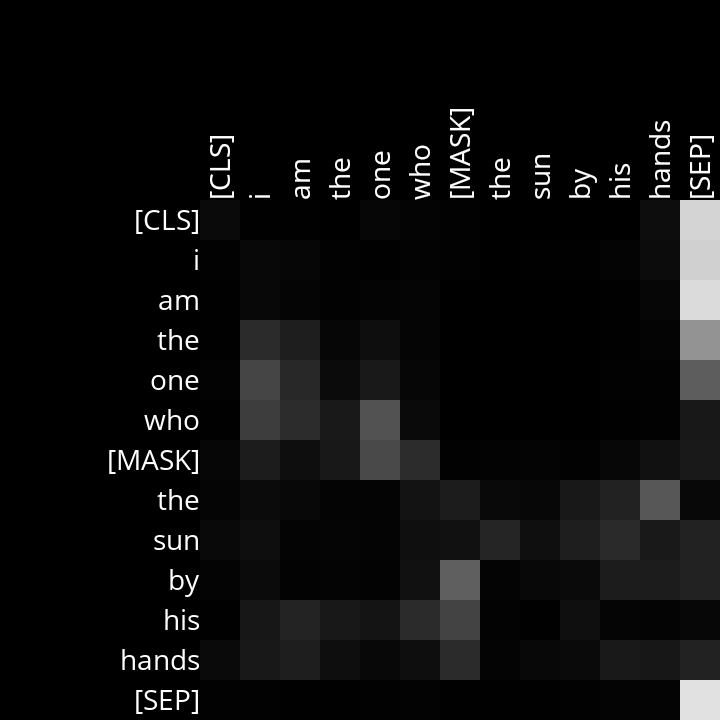 [CLS] i am the one who [MASK] the sun by his hands [SEP]
[CLS]
i
am
the
one
who
[MASK]
the
sun
by
his
hands
[SEP]